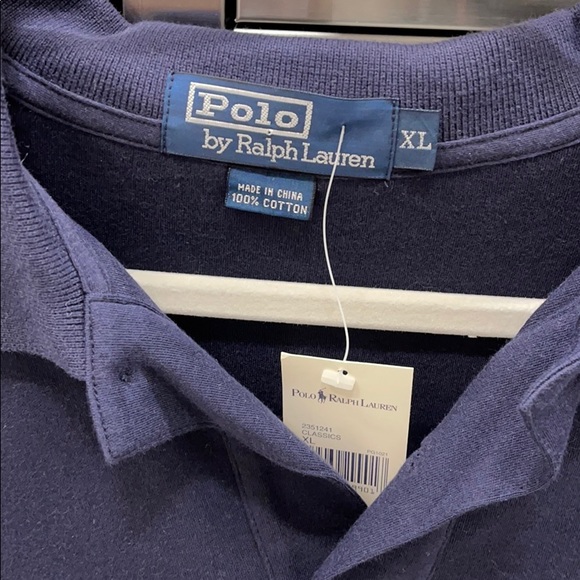 Polo
by Ralph Lauren
XL
MADE IN CHINA
100% COTTON
POLO RALPH LAUREN
2351241
CLASSICS
XL